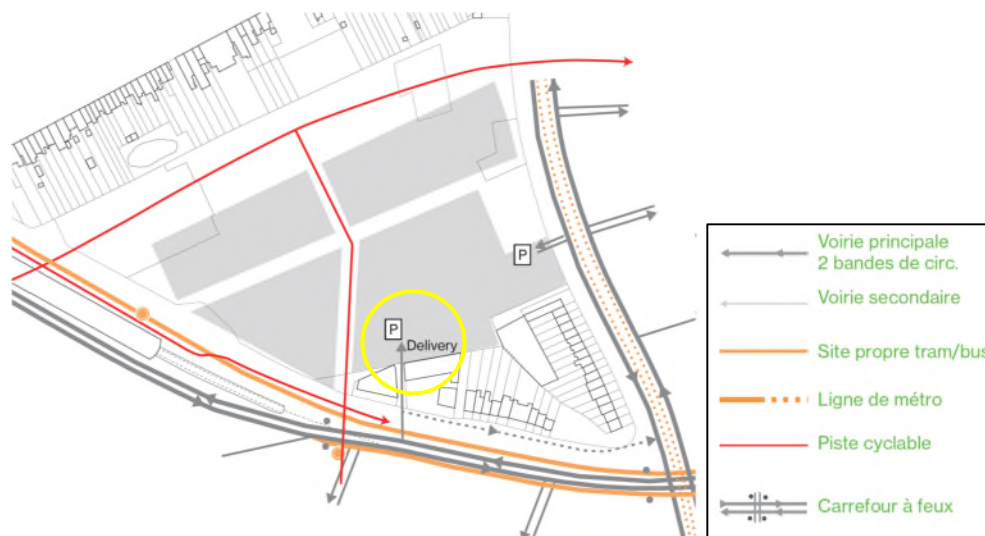 P
P
Delivery
Voirie principale
2 bandes de circ.
Voirie secondaire
Site propre tram/bus
Ligne de métro
Piste cyclable
Carrefour à feux